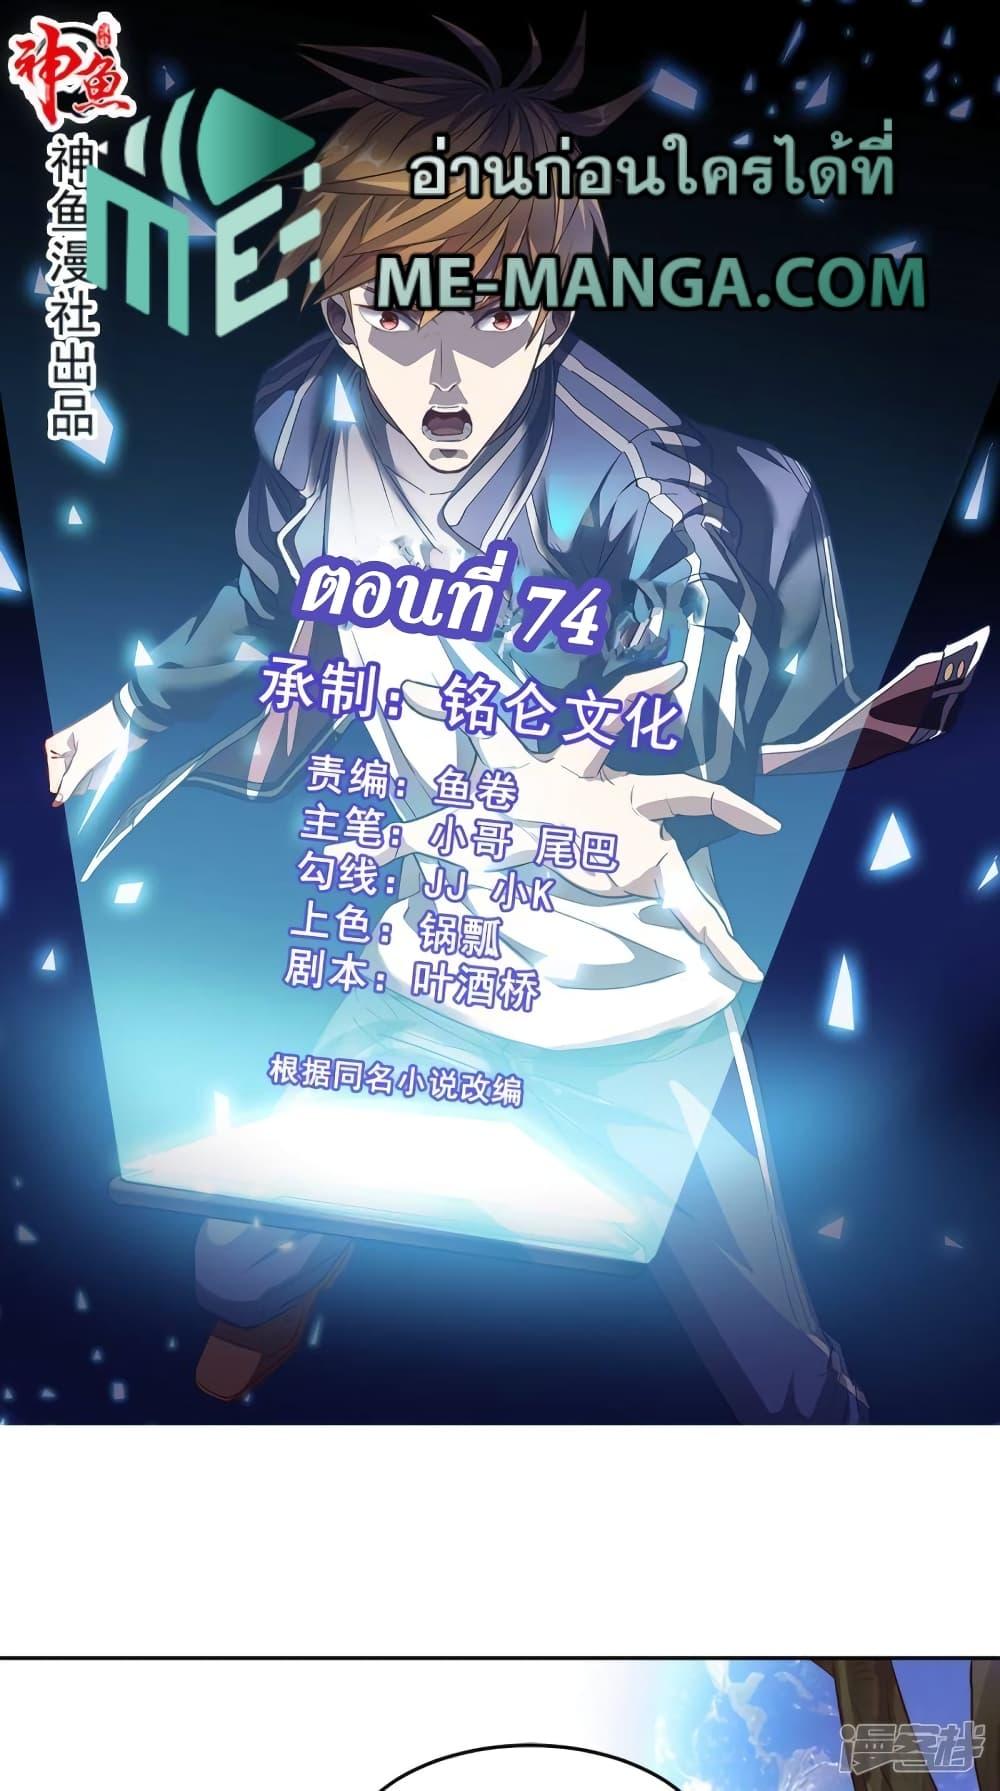 神鱼
神鱼漫社出品
ME
อ่านก่อนใครได้ที่
ME-MANGA.COM
ตอนที่ 74
承制：铭仑文化
责编：鱼卷
主笔：小哥 尾巴
勾线：JJ 小K
上色：锅瓢
剧本：叶酒桥
根据同名小说改编
漫客栈